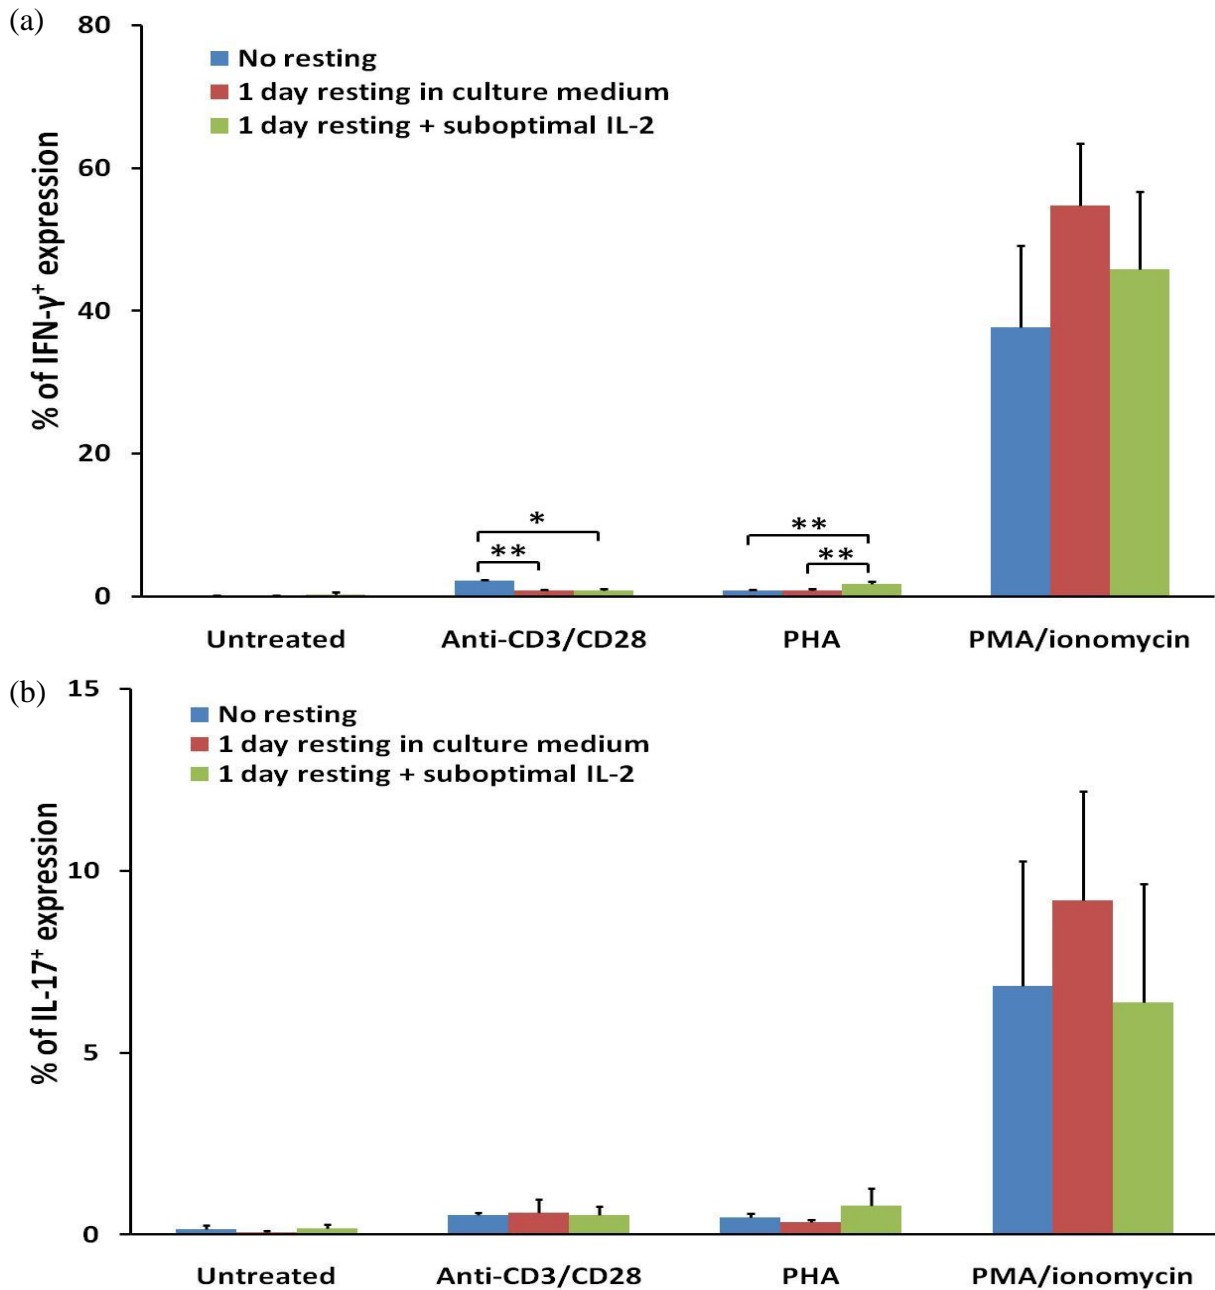 (a)
% of IFN-γ⁺ expression
80
60
40
20
0
No resting
1 day resting in culture medium
1 day resting + suboptimal IL-2
*
**
**
**
Untreated Anti-CD3/CD28 PHA PMA/ionomycin
(b)
% of IL-17⁺ expression
15
10
5
0
No resting
1 day resting in culture medium
1 day resting + suboptimal IL-2
Untreated Anti-CD3/CD28 PHA PMA/ionomycin